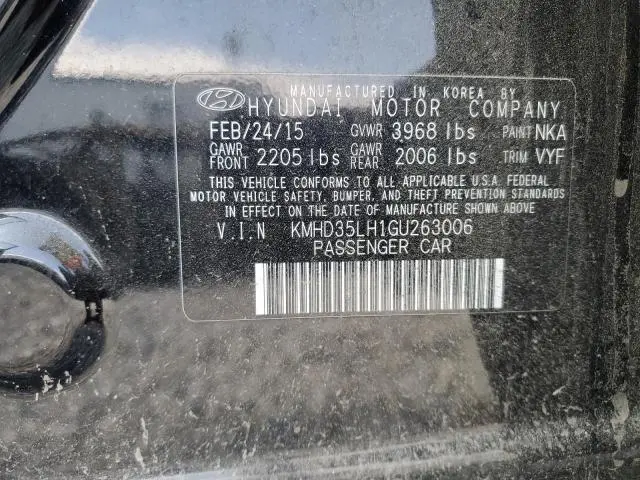 MANUFACTURED IN KOREA BY
HYUNDAI MOTOR COMPANY
FEB/24/15 GVWR 3968 lbs PAINT NKA
GAWR FRONT 2205 lbs GAWR REAR 2006 lbs TRIM VYF
THIS VEHICLE CONFORMS TO ALL APPLICABLE U.S.A. FEDERAL
MOTOR VEHICLE SAFETY, BUMPER, AND THEFT PREVENTION STANDARDS
IN EFFECT ON THE DATE OF MANUFACTURE SHOWN ABOVE.
V.I.N KMHD35LH1GU263006
PASSENGER CAR